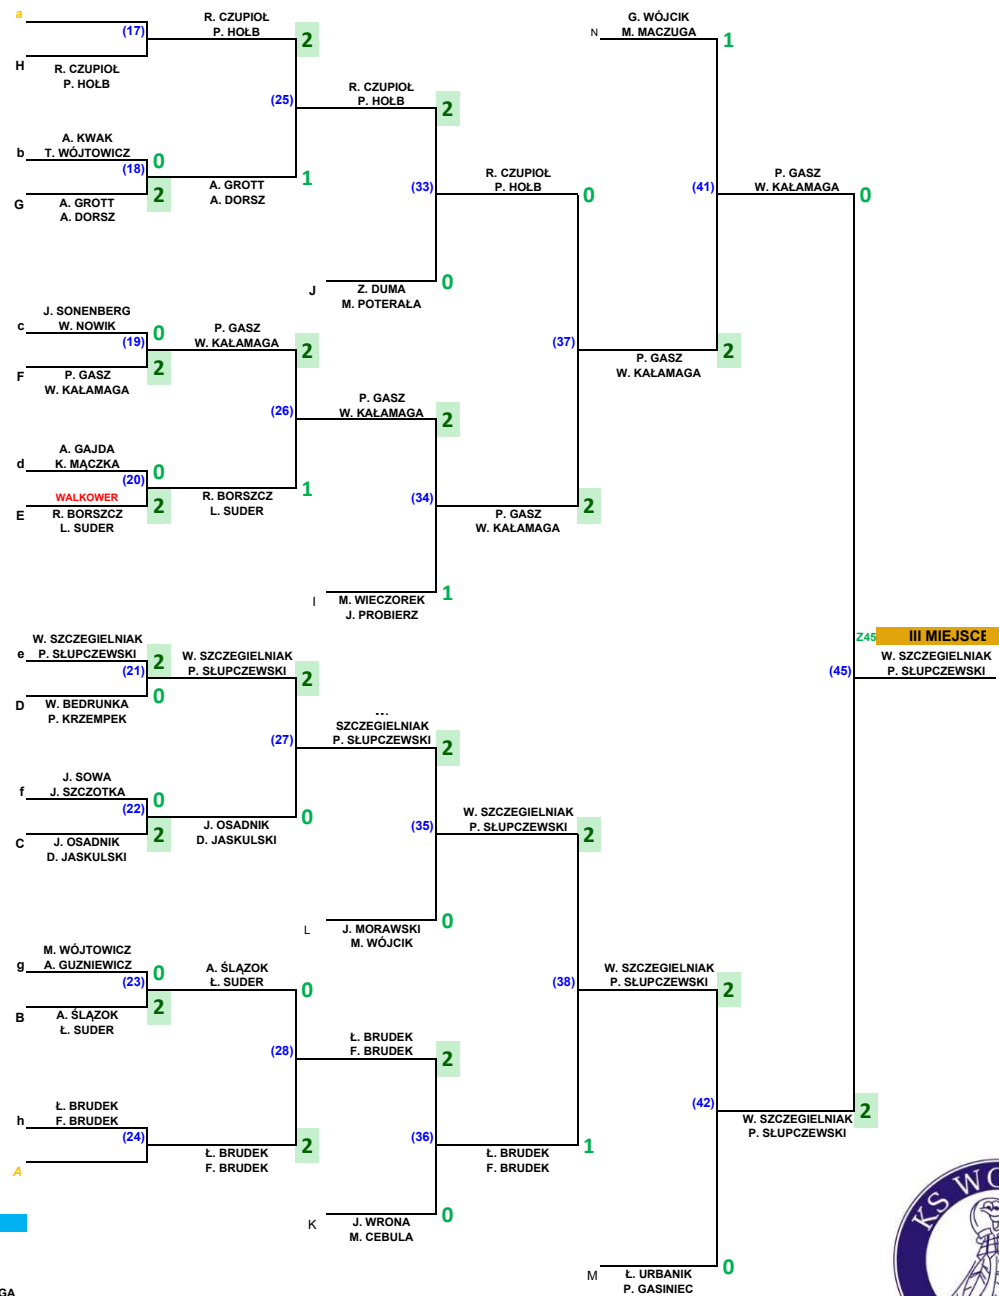 a
(17)
H
R. CZUPIOŁ
P. HOŁB
R. CZUPIOŁ
P. HOŁB
2
(25)
b
A. KWAK
T. WÓJTOWICZ
0
(18)
G
2
A. GROTT
A. DORSZ
A. GROTT
A. DORSZ
1
R. CZUPIOŁ
P. HOŁB
2
(33)
J
Z. DUMA
M. POTERAŁA
0
R. CZUPIOŁ
P. HOŁB
0
c
J. SONENBERG
W. NOWIK
0
(19)
F
2
P. GASZ
W. KAŁAMAGA
P. GASZ
W. KAŁAMAGA
2
(26)
d
A. GAJDA
K. MĄCZKA
0
(20)
WALKOWER
E
2
R. BORSZCZ
L. SUDER
R. BORSZCZ
L. SUDER
1
P. GASZ
W. KAŁAMAGA
2
(34)
I
M. WIECZOREK
J. PROBIERZ
1
P. GASZ
W. KAŁAMAGA
2
(37)
N
G. WÓJCIK
M. MACZUGA
1
(41)
P. GASZ
W. KAŁAMAGA
2
P. GASZ
W. KAŁAMAGA
0
e
W. SZCZEGIELNIAK
P. SŁUPCZEWSKI
2
(21)
D
0
W. BEDRUNKA
P. KRZEMPEK
W. SZCZEGIELNIAK
P. SŁUPCZEWSKI
2
(27)
f
J. SOWA
J. SZCZOTKA
0
(22)
C
2
J. OSADNIK
D. JASKULSKI
J. OSADNIK
D. JASKULSKI
0
SZCZEGIELNIAK
P. SŁUPCZEWSKI
2
(35)
L
J. MORAWSKI
M. WÓJCIK
0
W. SZCZEGIELNIAK
P. SŁUPCZEWSKI
2
(38)
g
M. WÓJTOWICZ
A. GUZNIEWICZ
0
(23)
B
2
A. ŚLĄZOK
Ł. SUDER
A. ŚLĄZOK
Ł. SUDER
0
(28)
h
Ł. BRUDEK
F. BRUDEK
(24)
A
Ł. BRUDEK
F. BRUDEK
2
Ł. BRUDEK
F. BRUDEK
2
(36)
K
J. WRONA
M. CEBULA
0
Ł. BRUDEK
F. BRUDEK
1
W. SZCZEGIELNIAK
P. SŁUPCZEWSKI
2
(42)
M
Ł. URBANIK
P. GASINIEC
0
W. SZCZEGIELNIAK
P. SŁUPCZEWSKI
2
(45)
Z45
III MIEJSCE
W. SZCZEGIELNIAK
P. SŁUPCZEWSKI
GA
KS WO